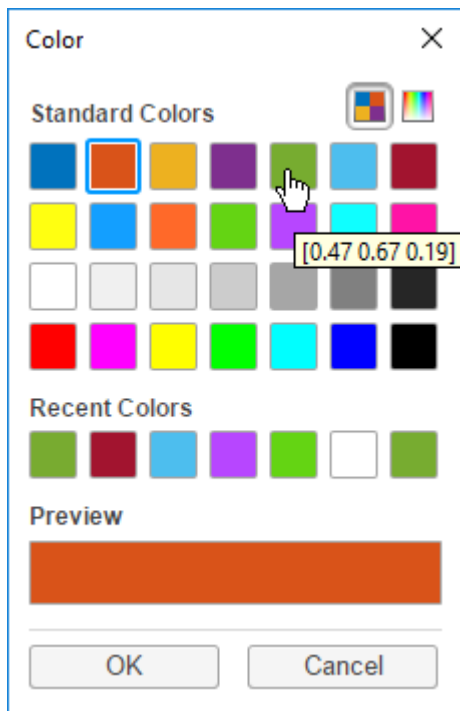 Color
Standard Colors
[0.47 0.67 0.19]
Recent Colors
Preview
OK
Cancel